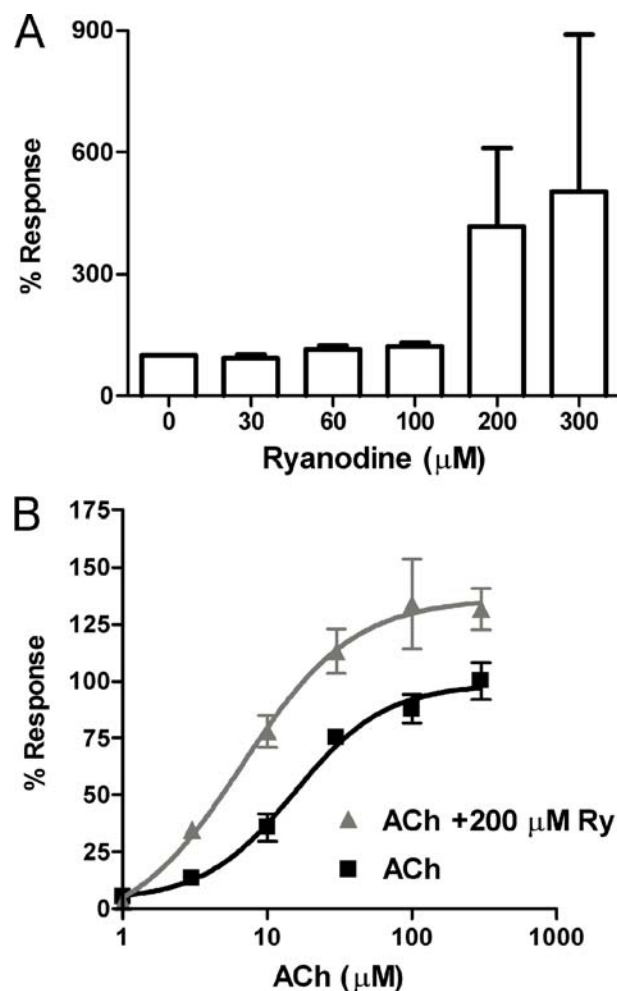 A
900
600
300
0
% Response
0 30 60 100 200 300
Ryanodine (μM)
B
175
150
125
100
75
50
25
0
% Response
ACh +200 μM Ry
ACh
1 10 100 1000
ACh (μM)